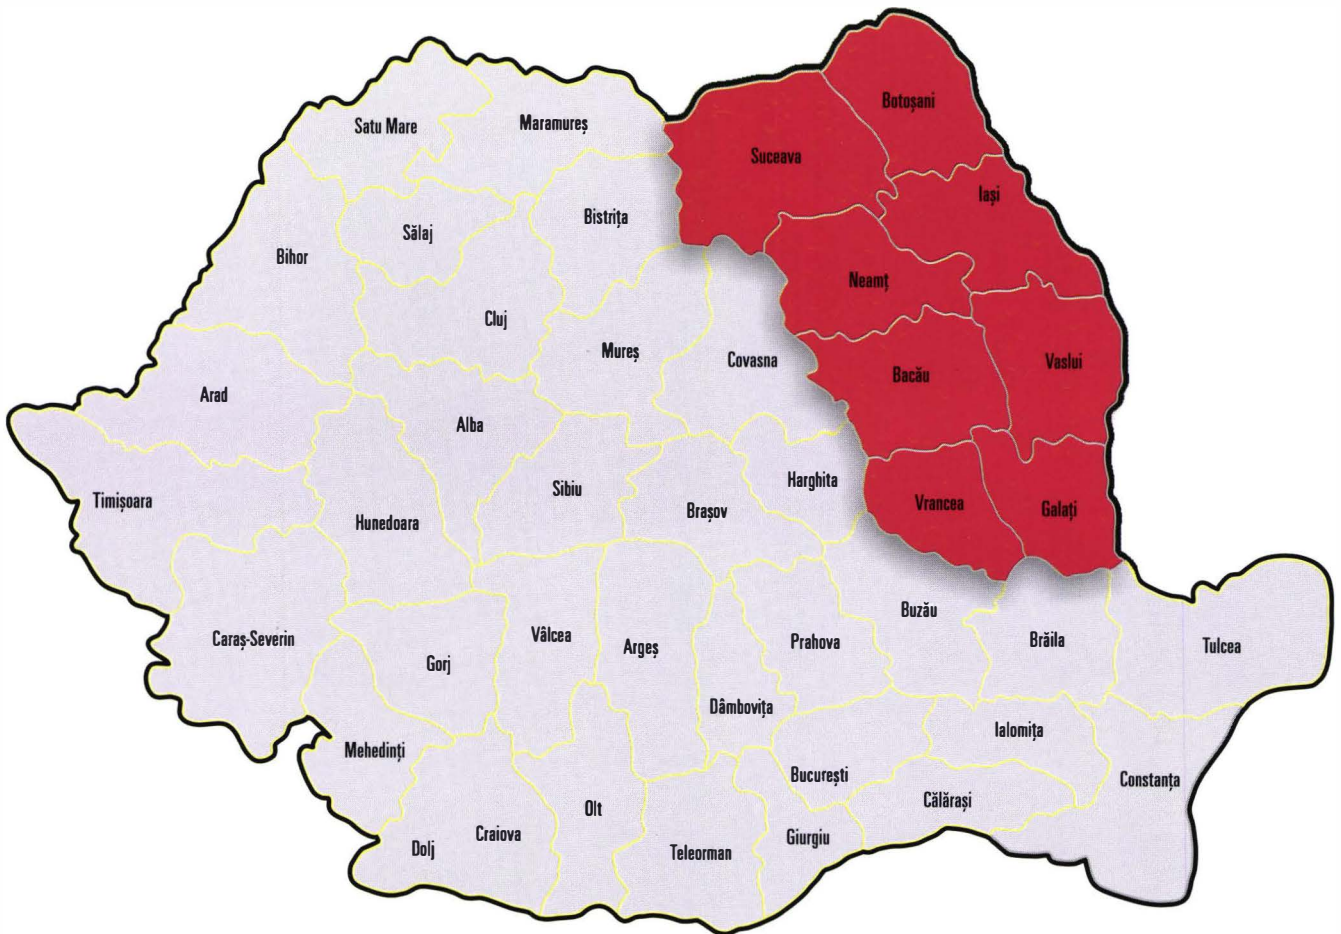 Botoșani
Satu Mare
Maramureș
Suceava
Iași
Bistrița
Sălaj
Bihor
Neamț
Cluj
Mureș
Covasna
Vaslui
Bacău
Arad
Alba
Harghita
Sibiu
Timișoara
Vrancea
Galați
Brașov
Hunedoara
Buzău
Caraș-Severin
Vâlcea
Prahova
Brăila
Argeș
Tulcea
Gorj
Dâmbovița
Ialomița
Mehedinți
București
Constanța
Călărași
Olt
Craiova
Giurgiu
Dolj
Teleorman